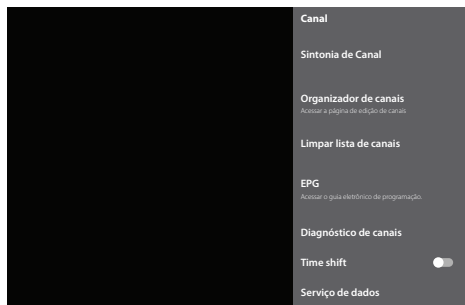 Canal
Sintonia de Canal
Organizador de canais
Acessar a página de edição de canais
Limpar lista de canais
EPG
Acessar o guia eletrônico de programação.
Diagnóstico de canais
Time shift
Serviço de dados